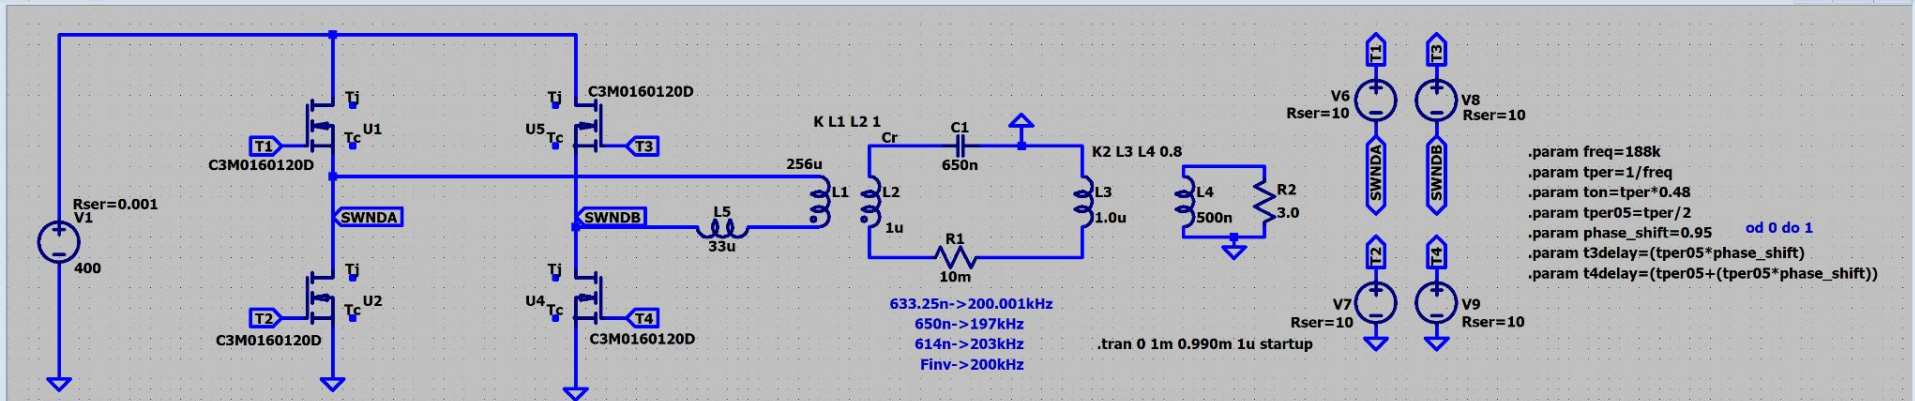 Rser=0.001
V1
400
Tj
Tc
U1
T1
C3M0160120D
SWNDA
Tj
Tc
U2
T2
C3M0160120D
C3M0160120D
Tj
U5
Tc
T3
SWNDB
L5
33u
Tj
U4
Tc
T4
C3M0160120D
K L1 L2 1
256u
L1
L2
1u
Cr
C1
650n
R1
10m
K2 L3 L4 0.8
L3
1.0u
L4
500n
R2
3.0
633.25n->200.001kHz
650n->197kHz
614n->203kHz
Finv->200kHz
.tran 0 1m 0.990m 1u startup
T1
V6
Rser=10
SWNDA
T3
V8
Rser=10
SWNDB
T2
V7
Rser=10
T4
V9
Rser=10
.param freq=188k
.param tper=1/freq
.param ton=tper*0.48
.param tper05=tper/2
.param phase_shift=0.95 od 0 do 1
.param t3delay=(tper05*phase_shift)
.param t4delay=(tper05+(tper05*phase_shift))